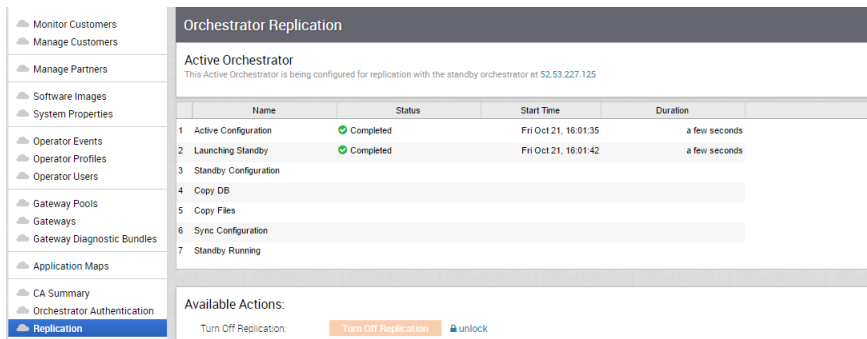 Monitor Customers
Manage Customers
Manage Partners
Software Images
System Properties
Operator Events
Operator Profiles
Operator Users
Gateway Pools
Gateways
Gateway Diagnostic Bundles
Application Maps
CA Summary
Orchestrator Authentication
Replication
Orchestrator Replication
Active Orchestrator
This Active Orchestrator is being configured for replication with the standby orchestrator at 52.53.227.125
Name Status Start Time Duration
1 Active Configuration Completed Fri Oct 21, 16:01:35 a few seconds
2 Launching Standby Completed Fri Oct 21, 16:01:42 a few seconds
3 Standby Configuration
4 Copy DB
5 Copy Files
6 Sync Configuration
7 Standby Running
Available Actions:
Turn Off Replication: Turn Off Replication unlock